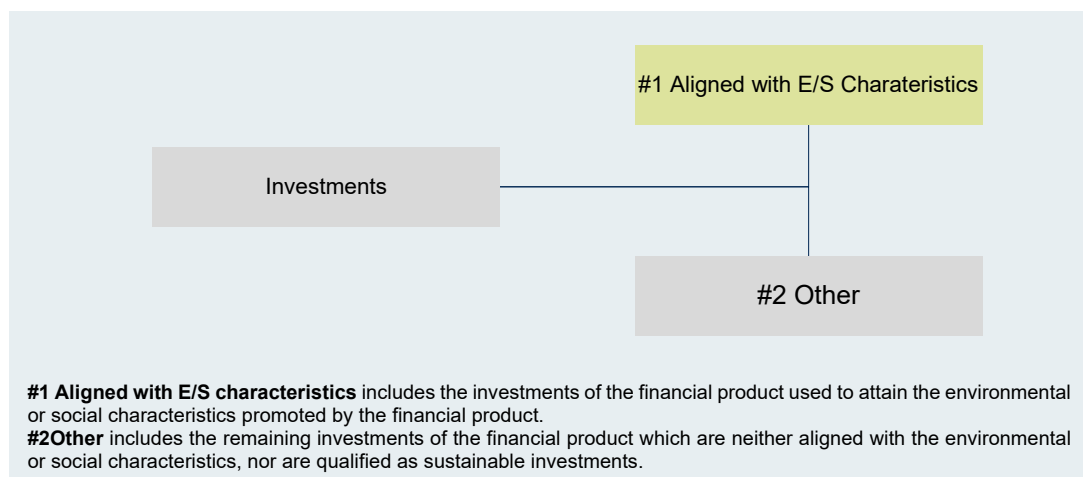 #1 Aligned with E/S Charateristics
Investments
#2 Other
#1 Aligned with E/S characteristics includes the investments of the financial product used to attain the environmental
or social characteristics promoted by the financial product.
#2Other includes the remaining investments of the financial product which are neither aligned with the environmental
or social characteristics, nor are qualified as sustainable investments.